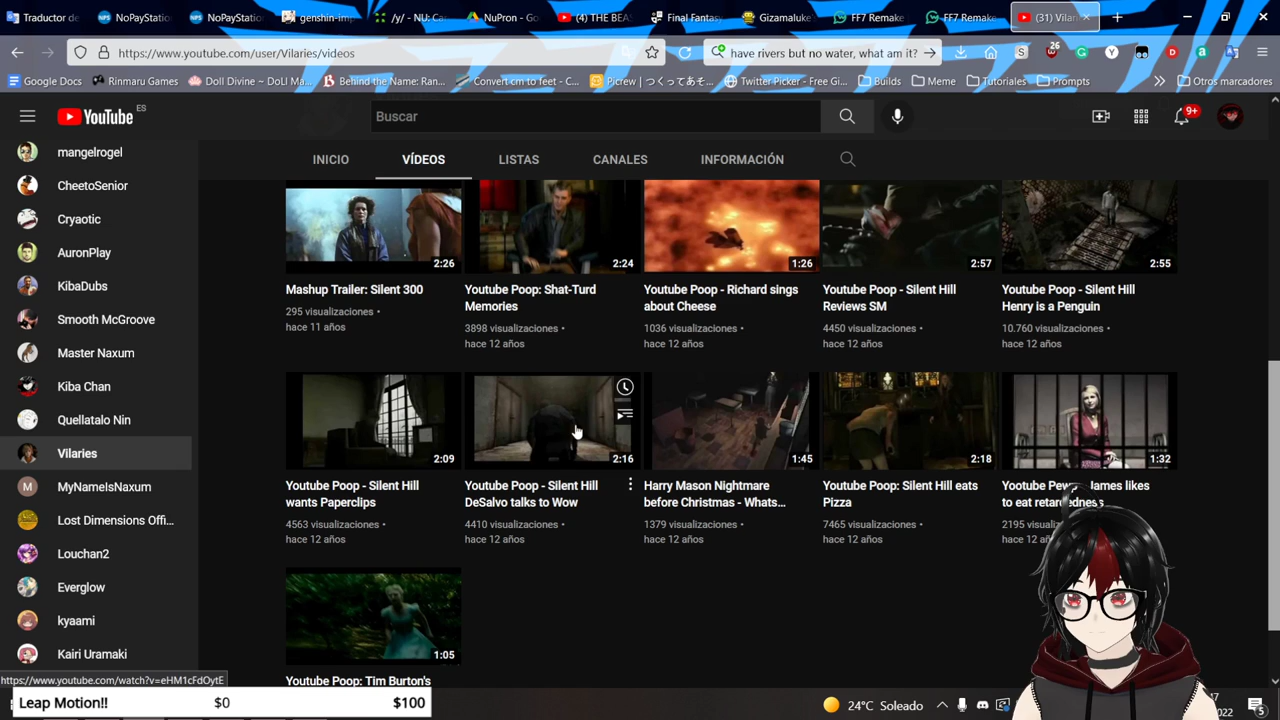 Traductor de
NoPayStatio
NoPayStatio
genshin-imp
/y/ - NU: Ca
NuPron - Go
(4) THE BEA
Final Fantasy
Gizamaluke's
FF7 Remake
FF7 Remake
(31) Vilari
https://www.youtube.com/user/Vilaries/videos
have rivers but no water, what am i?
26
Google Docs
Rinmaru Games
Doll Divine ~ Doll Ma...
Behind the Name: Ran...
Convert cm to feet - C...
Picrew | つくってあそ...
Twitter Picker - Free Gi...
Builds
Meme
Tutoriales
Prompts
Otros marcadores
YouTube ES
Buscar
9+
INICIO
VÍDEOS
LISTAS
CANALES
INFORMACIÓN
mangelrogel
CheetoSenior
Cryaotic
AuronPlay
KibaDubs
Smooth McGroove
Master Naxum
Kiba Chan
Quellatalo Nin
Vilaries
MyNameIsNaxum
Lost Dimensions Offi...
Louchan2
Everglow
kyaami
Kairi Uramaki
2:26
Mashup Trailer: Silent 300
295 visualizaciones •
hace 11 años
2:24
Youtube Poop: Shat-Turd
Memories
3898 visualizaciones •
hace 12 años
1:26
Youtube Poop - Richard sings
about Cheese
1036 visualizaciones •
hace 12 años
2:57
Youtube Poop - Silent Hill
Reviews SM
4450 visualizaciones •
hace 12 años
2:55
Youtube Poop - Silent Hill
Henry is a Penguin
10.760 visualizaciones •
hace 12 años
2:09
Youtube Poop - Silent Hill
wants Paperclips
4563 visualizaciones •
hace 12 años
2:16
Youtube Poop - Silent Hill
DeSalvo talks to Wow
4410 visualizaciones •
hace 12 años
1:45
Harry Mason Nightmare
before Christmas - Whats...
1379 visualizaciones •
hace 12 años
2:18
Youtube Poop: Silent Hill eats
Pizza
7465 visualizaciones •
hace 12 años
1:32
Yootube Pew James likes
to eat retardedness
2195
hace 12
1:05
Youtube Poop: Tim Burton's
https://www.youtube.com/watch?v=eHM1cFdOytE
Leap Motion!! $0 $100
24°C Soleado
5